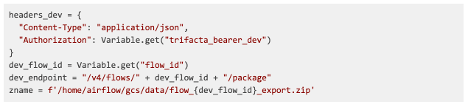 headers_dev = {
  "Content-Type": "application/json",
  "Authorization": Variable.get("trifacta_bearer_dev")
}
dev_flow_id = Variable.get("flow_id")
dev_endpoint = "/v4/flows/" + dev_flow_id + "/package"
zname = f'/home/airflow/gcs/data/flow_{dev_flow_id}_export.zip'